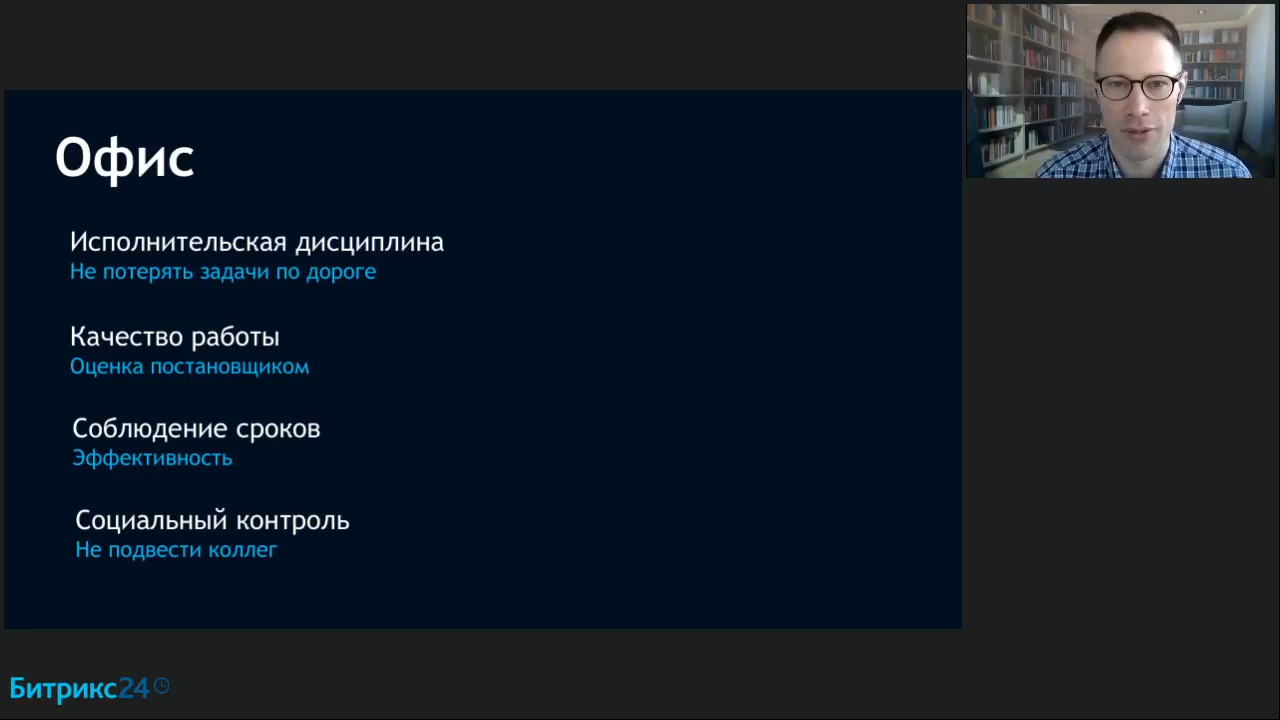 Офис
Исполнительская дисциплина
Не потерять задачи по дороге
Качество работы
Оценка постановщиком
Соблюдение сроков
Эффективность
Социальный контроль
Не подвести коллег
Битрикс24